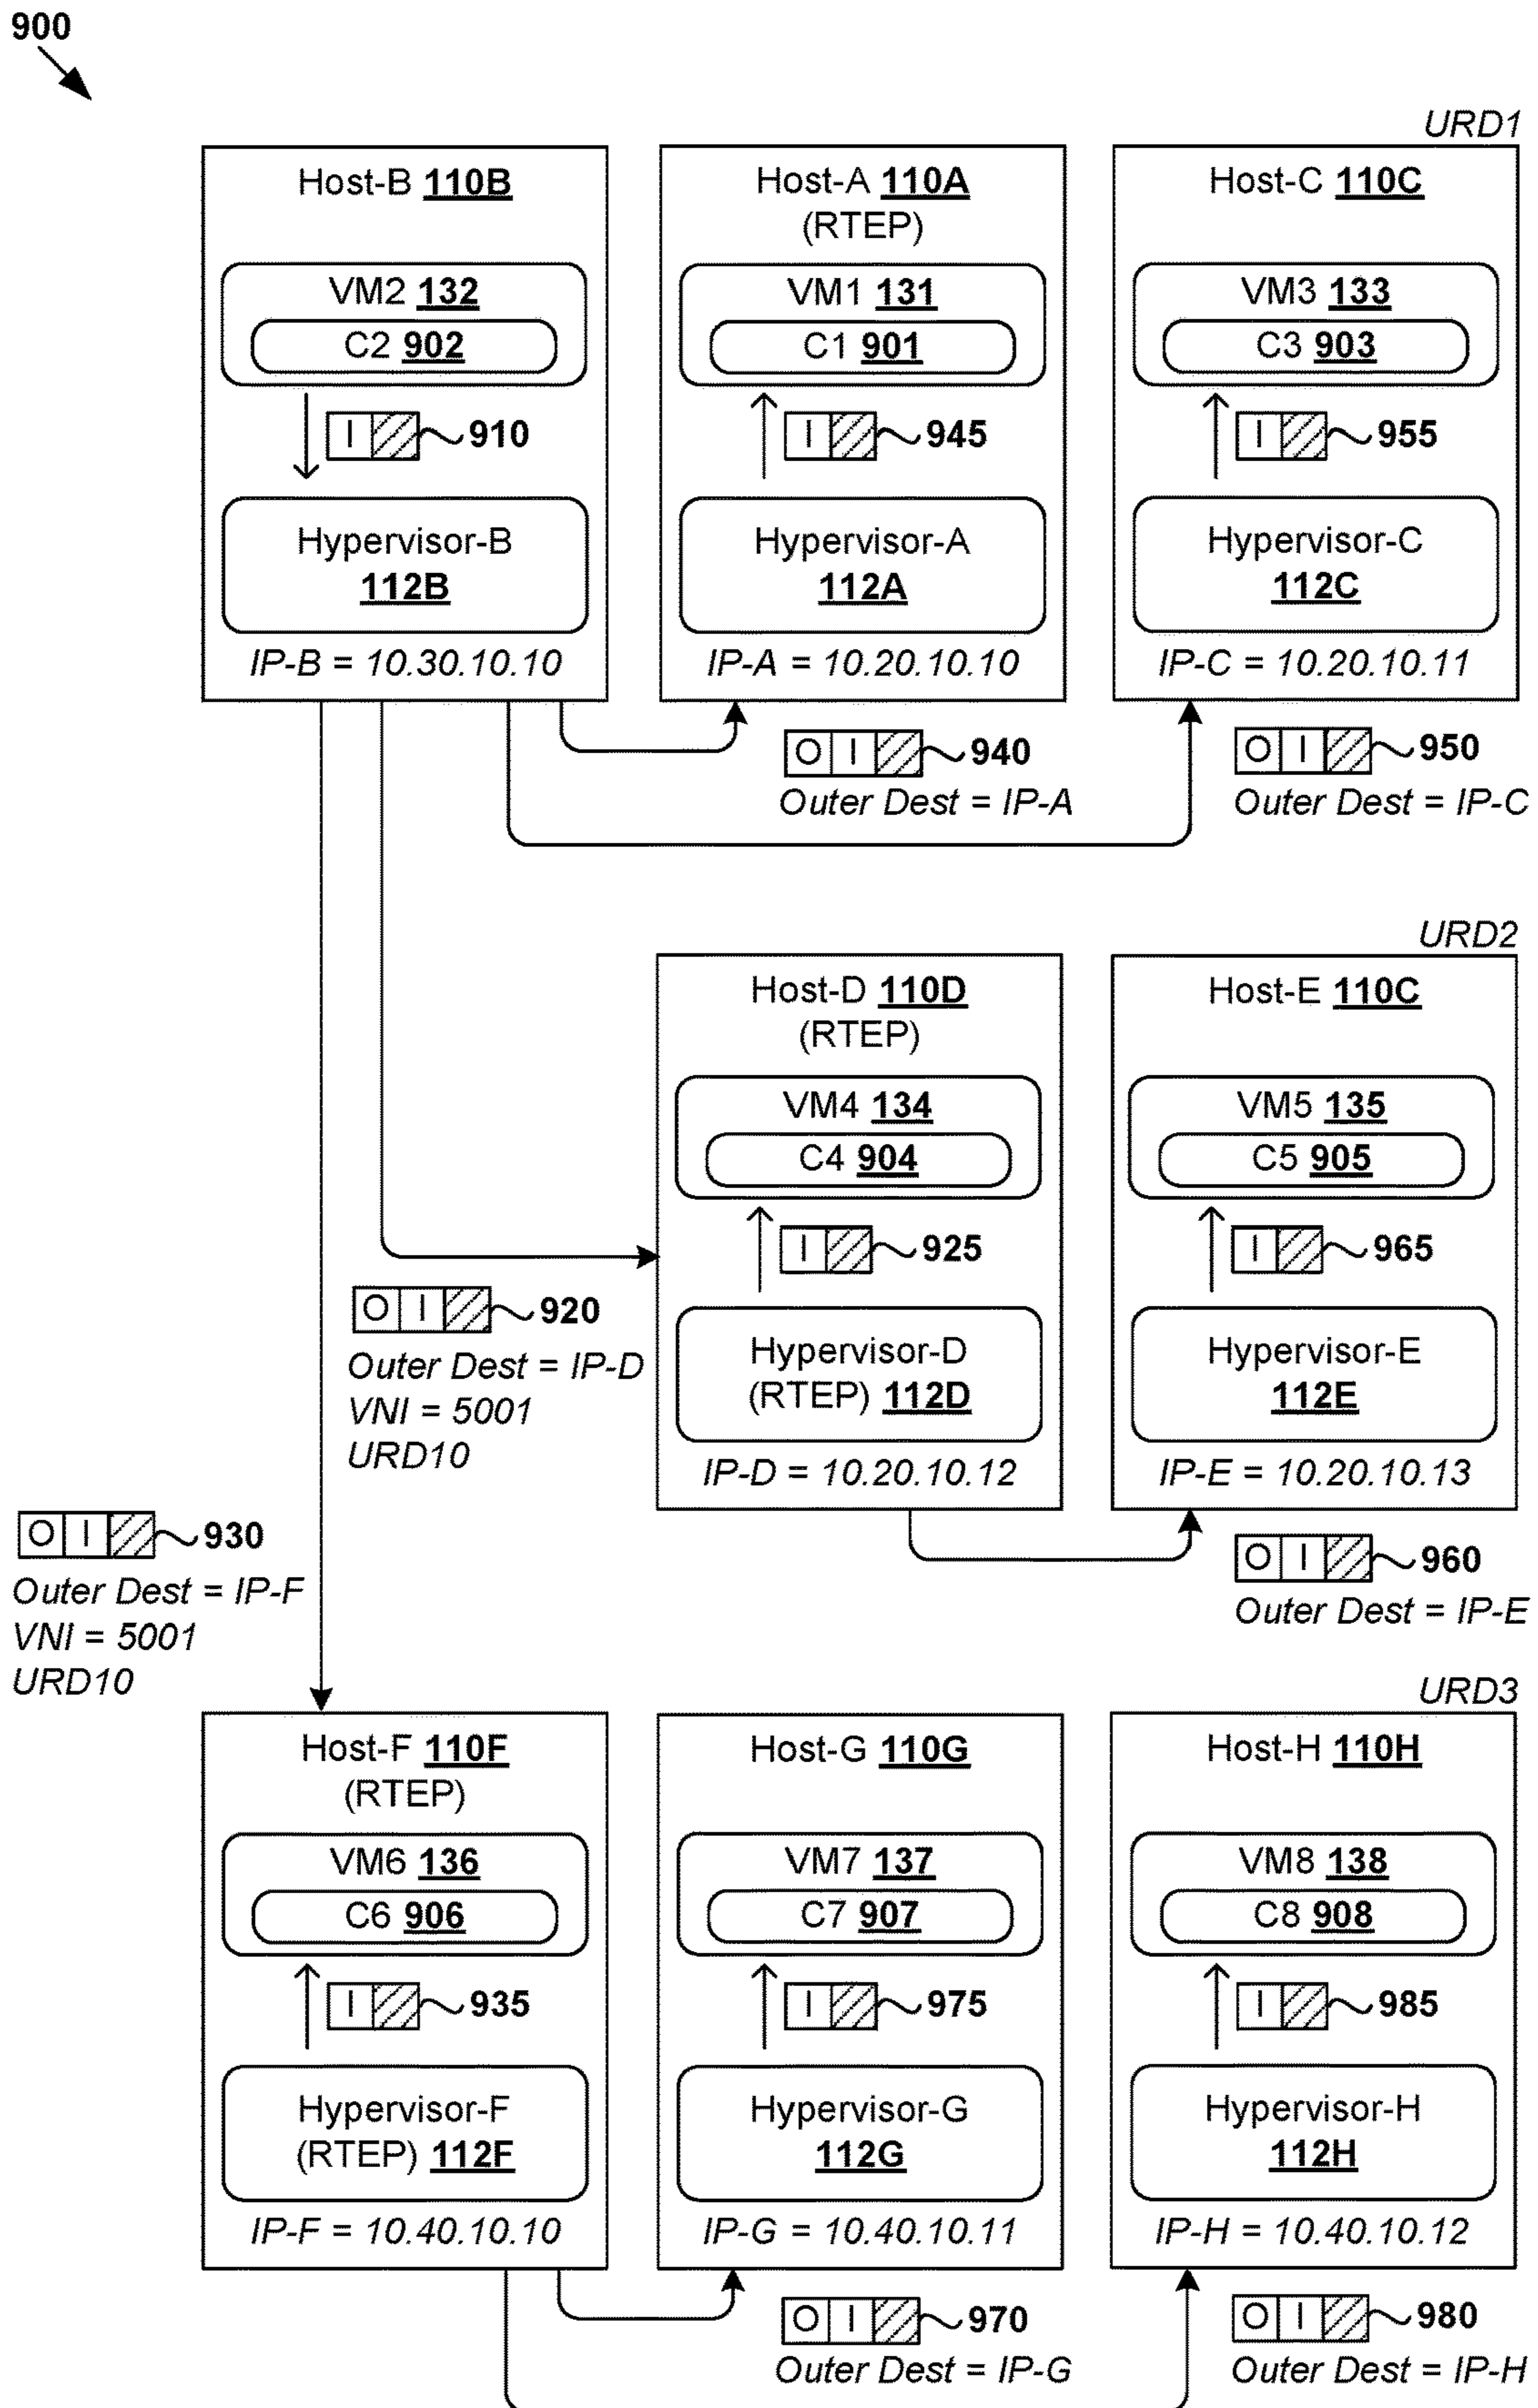 900
URD1
Host-B 110B
VM2 132
C2 902
I
910
Hypervisor-B
112B
IP-B = 10.30.10.10
Host-A 110A
(RTEP)
VM1 131
C1 901
I
945
Hypervisor-A
112A
IP-A = 10.20.10.10
Host-C 110C
VM3 133
C3 903
I
955
Hypervisor-C
112C
IP-C = 10.20.10.11
O I
940
Outer Dest = IP-A
O I
950
Outer Dest = IP-C
URD2
Host-D 110D
(RTEP)
VM4 134
C4 904
I
925
Hypervisor-D
(RTEP) 112D
IP-D = 10.20.10.12
Host-E 110C
VM5 135
C5 905
I
965
Hypervisor-E
112E
IP-E = 10.20.10.13
O I
920
Outer Dest = IP-D
VNI = 5001
URD10
O I
930
Outer Dest = IP-F
VNI = 5001
URD10
O I
960
Outer Dest = IP-E
URD3
Host-F 110F
(RTEP)
VM6 136
C6 906
I
935
Hypervisor-F
(RTEP) 112F
IP-F = 10.40.10.10
Host-G 110G
VM7 137
C7 907
I
975
Hypervisor-G
112G
IP-G = 10.40.10.11
Host-H 110H
VM8 138
C8 908
I
985
Hypervisor-H
112H
IP-H = 10.40.10.12
O I
970
Outer Dest = IP-G
O I
980
Outer Dest = IP-H